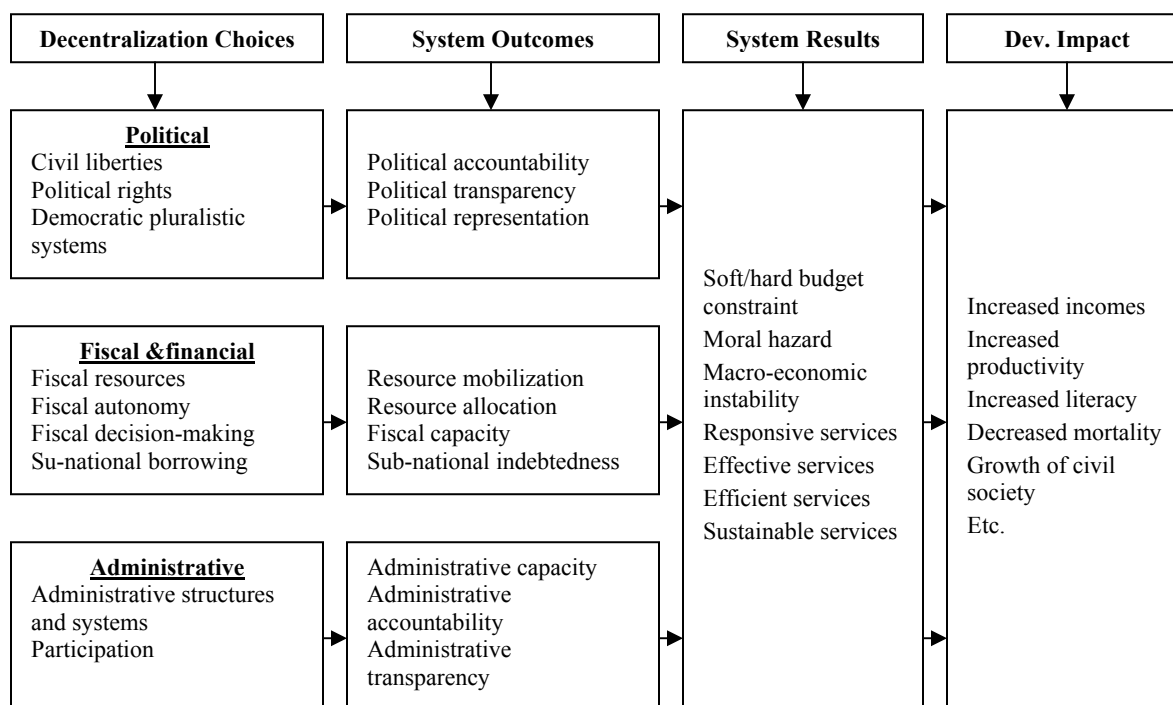 Decentralization Choices
System Outcomes
System Results
Dev. Impact
Political
Civil liberties
Political rights
Democratic pluralistic
systems
Political accountability
Political transparency
Political representation
Fiscal &financial
Fiscal resources
Fiscal autonomy
Fiscal decision-making
Su-national borrowing
Resource mobilization
Resource allocation
Fiscal capacity
Sub-national indebtedness
Administrative
Administrative structures
and systems
Participation
Administrative capacity
Administrative
accountability
Administrative
transparency
Soft/hard budget
constraint
Moral hazard
Macro-economic
instability
Responsive services
Effective services
Efficient services
Sustainable services
Increased incomes
Increased
productivity
Increased literacy
Decreased mortality
Growth of civil
society
Etc.